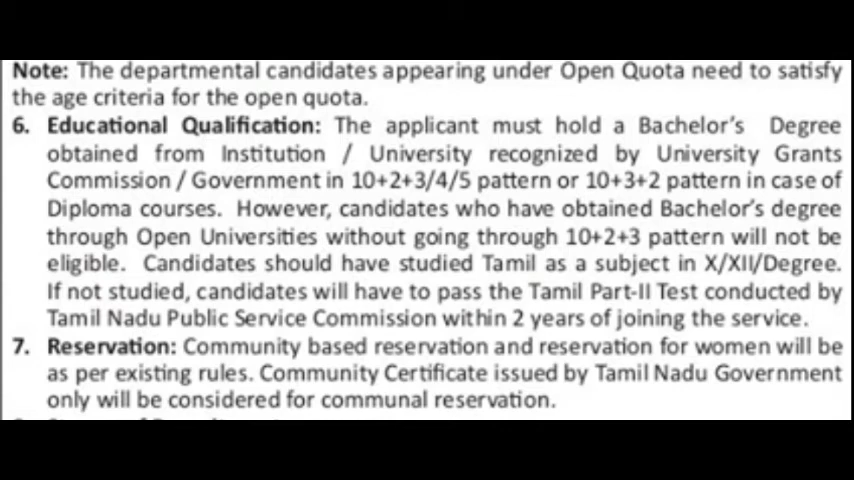 Note: The departmental candidates appearing under Open Quota need to satisfy
the age criteria for the open quota.
6. Educational Qualification: The applicant must hold a Bachelor's Degree
obtained from Institution / University recognized by University Grants
Commission / Government in 10+2+3/4/5 pattern or 10+3+2 pattern in case of
Diploma courses. However, candidates who have obtained Bachelor's degree
through Open Universities without going through 10+2+3 pattern will not be
eligible. Candidates should have studied Tamil as a subject in X/XII/Degree.
If not studied, candidates will have to pass the Tamil Part-II Test conducted by
Tamil Nadu Public Service Commission within 2 years of joining the service.
7. Reservation: Community based reservation and reservation for women will be
as per existing rules. Community Certificate issued by Tamil Nadu Government
only will be considered for communal reservation.